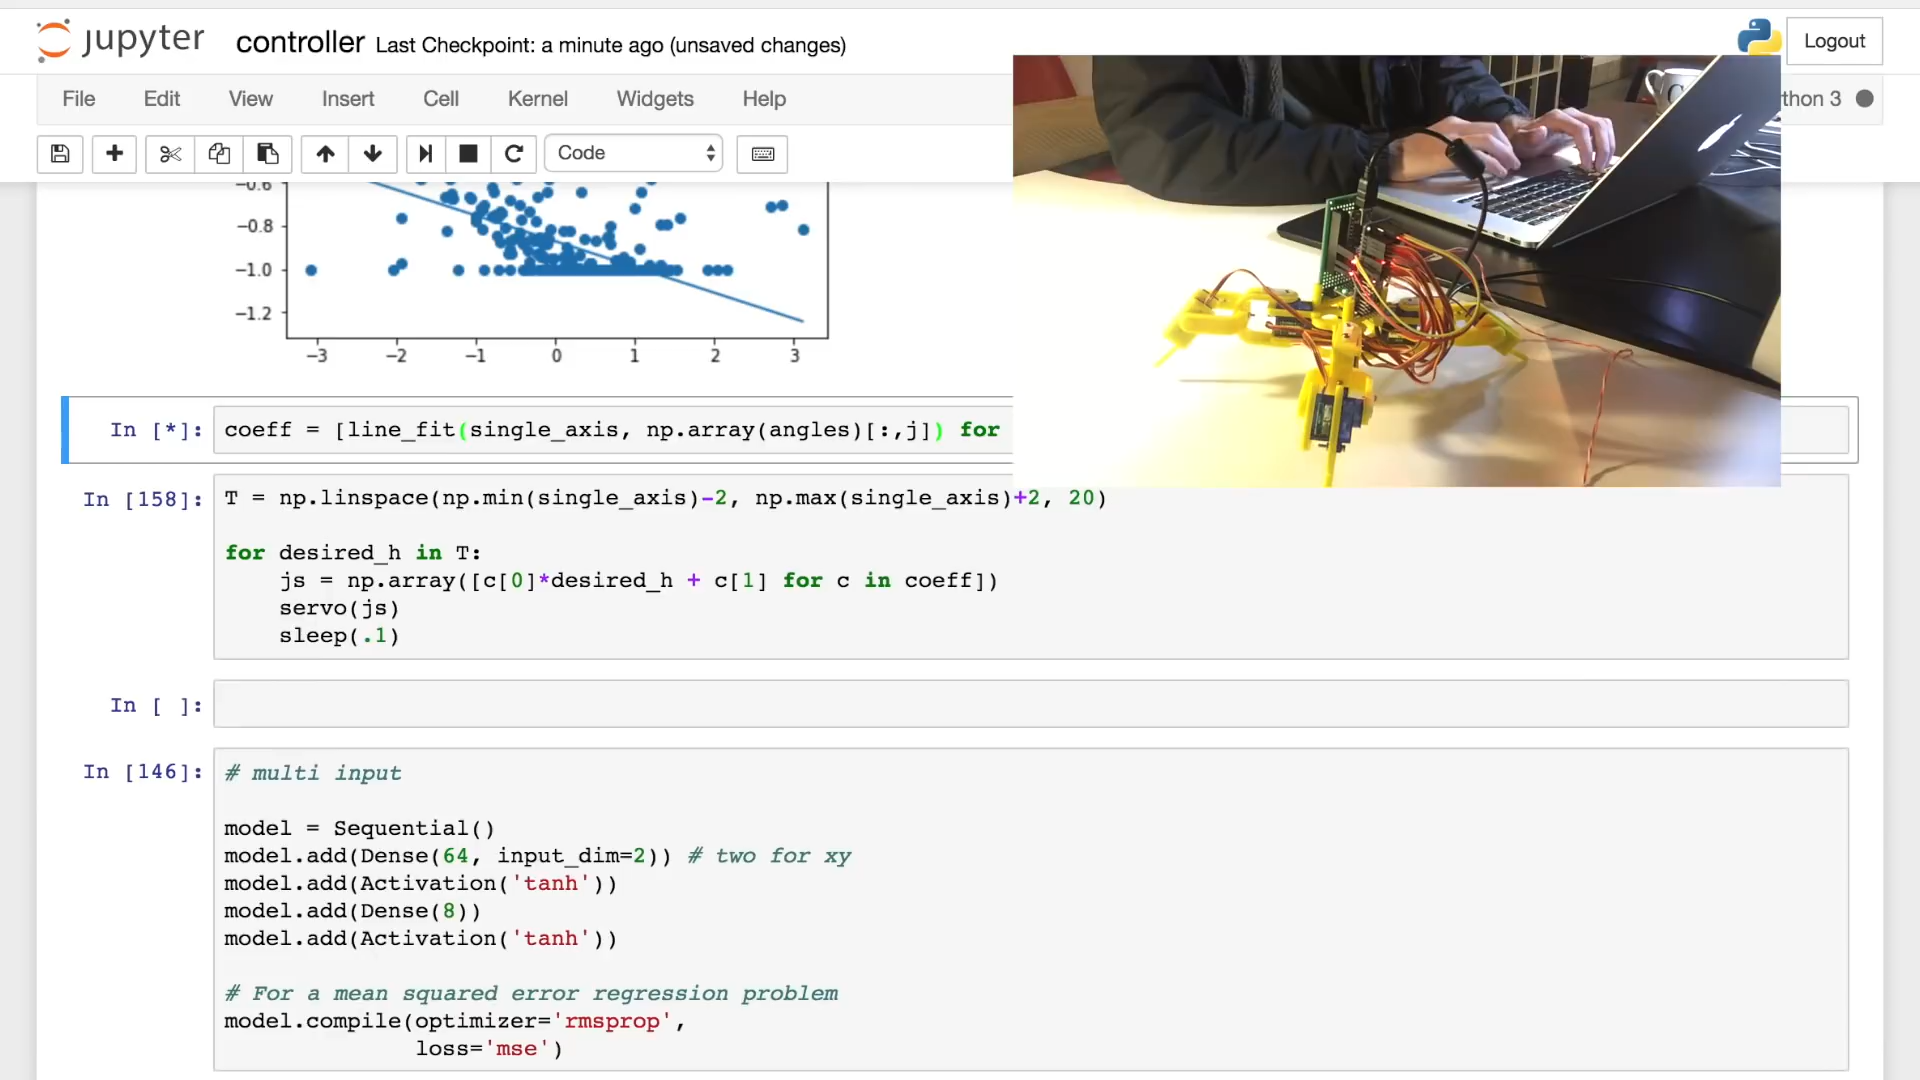 jupyter controller Last Checkpoint: a minute ago (unsaved changes) Logout
File Edit View Insert Cell Kernel Widgets Help thon 3
Code
−0.6
−0.8
−1.0
−1.2
−3 −2 −1 0 1 2 3
In [*]: coeff = [line_fit(single_axis, np.array(angles)[:,j]) for
In [158]: T = np.linspace(np.min(single_axis)-2, np.max(single_axis)+2, 20)
for desired_h in T:
js = np.array([c[0]*desired_h + c[1] for c in coeff])
servo(js)
sleep(.1)
In [ ]:
In [146]: # multi input
model = Sequential()
model.add(Dense(64, input_dim=2)) # two for xy
model.add(Activation('tanh'))
model.add(Dense(8))
model.add(Activation('tanh'))
# For a mean squared error regression problem
model.compile(optimizer='rmsprop',
loss='mse')